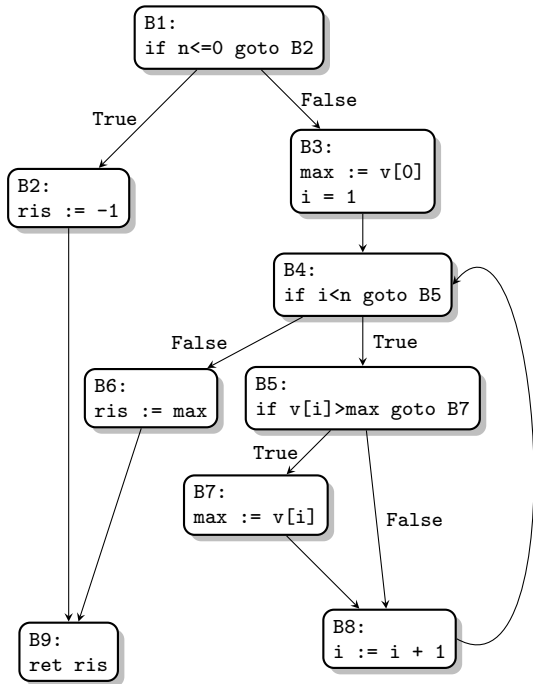 B1:
if n<=0 goto B2
True
False
B3:
max := v[0]
i = 1
B2:
ris := -1
B4:
if i<n goto B5
False
True
B6:
ris := max
B5:
if v[i]>max goto B7
True
B7:
max := v[i]
False
B8:
i := i + 1
B9:
ret ris